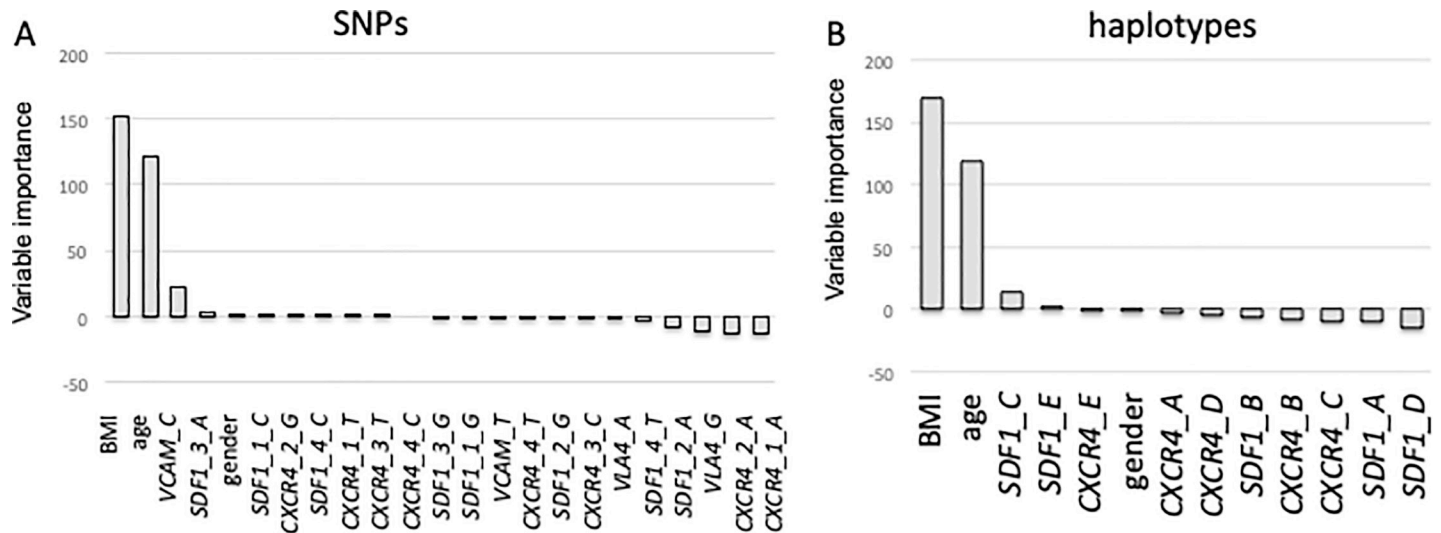 A
SNPs
Variable importance
200
150
100
50
0
-50
BMI
age
VCAM_C
SDF1_3_A
gender
SDF1_1_C
CXCR4_2_G
SDF1_4_C
CXCR4_1_T
CXCR4_3_T
CXCR4_4_C
SDF1_3_G
SDF1_1_G
VCAM_T
CXCR4_4_T
SDF1_2_G
CXCR4_3_C
VLA4_A
SDF1_4_T
SDF1_2_A
VLA4_G
CXCR4_2_A
CXCR4_1_A
B
haplotypes
Variable importance
200
150
100
50
0
-50
BMI
age
SDF1_C
SDF1_E
CXCR4_E
gender
CXCR4_A
CXCR4_D
SDF1_B
CXCR4_B
CXCR4_C
SDF1_A
SDF1_D